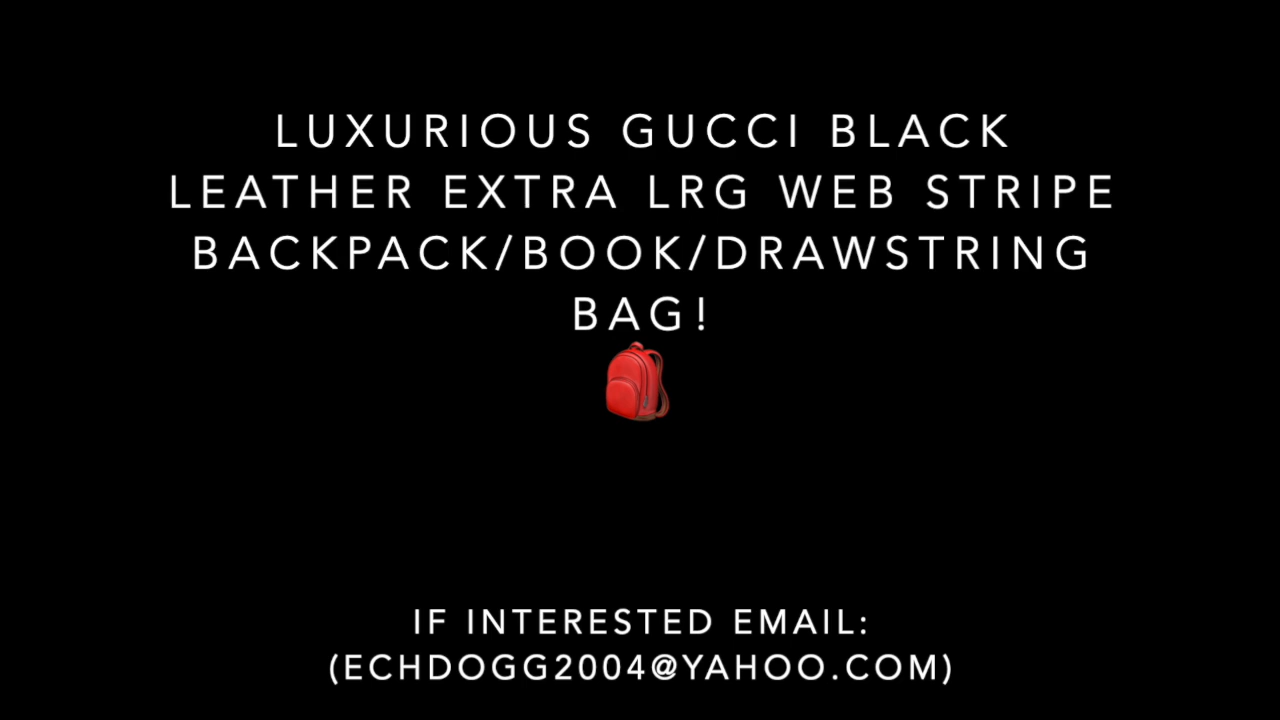 LUXURIOUS GUCCI BLACK
LEATHER EXTRA LRG WEB STRIPE
BACKPACK/BOOK/DRAWSTRING
BAG!
IF INTERESTED EMAIL:
(ECHDOGG2004@YAHOO.COM)